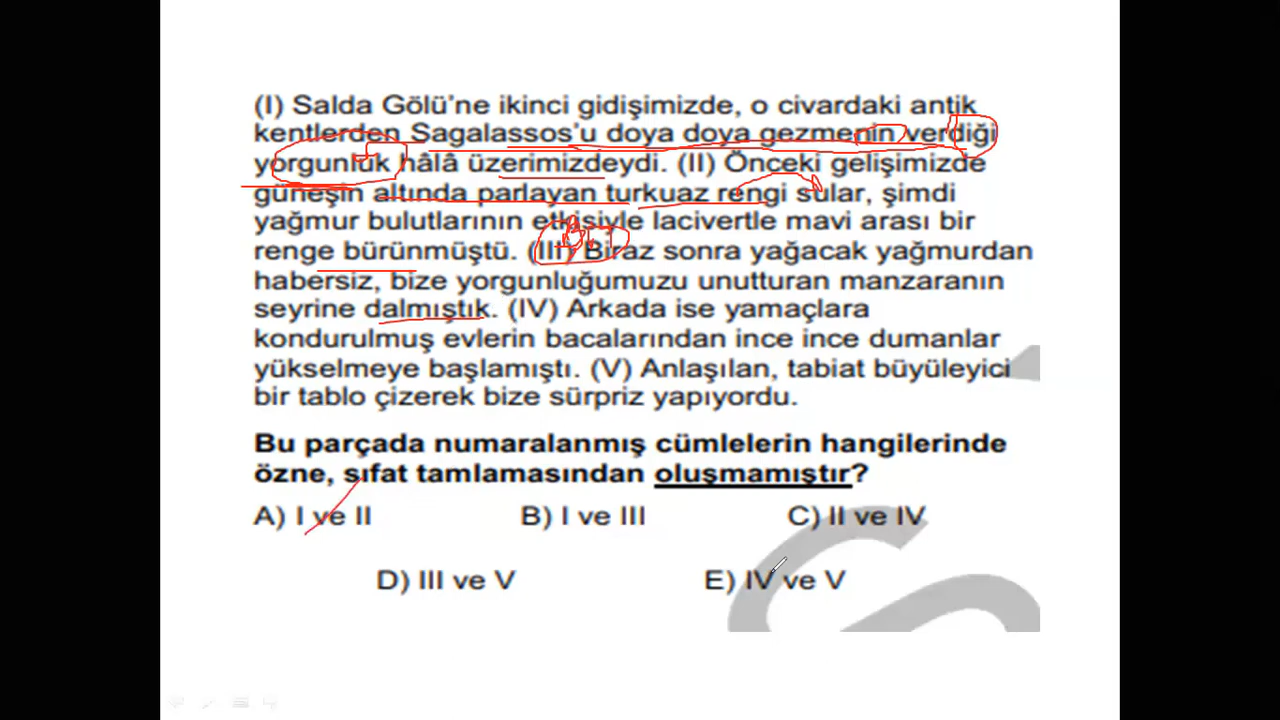 (I) Salda Gölü'ne ikinci gidişimizde, o civardaki antik
kentlerden Sagalassos'u doya doya gezmenin verdiği
yorgunluk hâlâ üzerimizdeydi. (II) Önceki gelişimizde
güneşin altında parlayan turkuaz rengi sular, şimdi
yağmur bulutlarının etkisiyle lacivertle mavi arası bir
renge bürünmüştü. (III) Biraz sonra yağacak yağmurdan
habersiz, bize yorgunluğumuzu unutturan manzaranın
seyrine dalmıştık. (IV) Arkada ise yamaçlara
kondurulmuş evlerin bacalarından ince ince dumanlar
yükselmeye başlamıştı. (V) Anlaşılan, tabiat büyüleyici
bir tablo çizerek bize sürpriz yapıyordu.
Bu parçada numaralanmış cümlelerin hangilerinde
özne, sıfat tamlamasından oluşmamıştır?
A) I ve II B) I ve III C) II ve IV
D) III ve V E) IV ve V